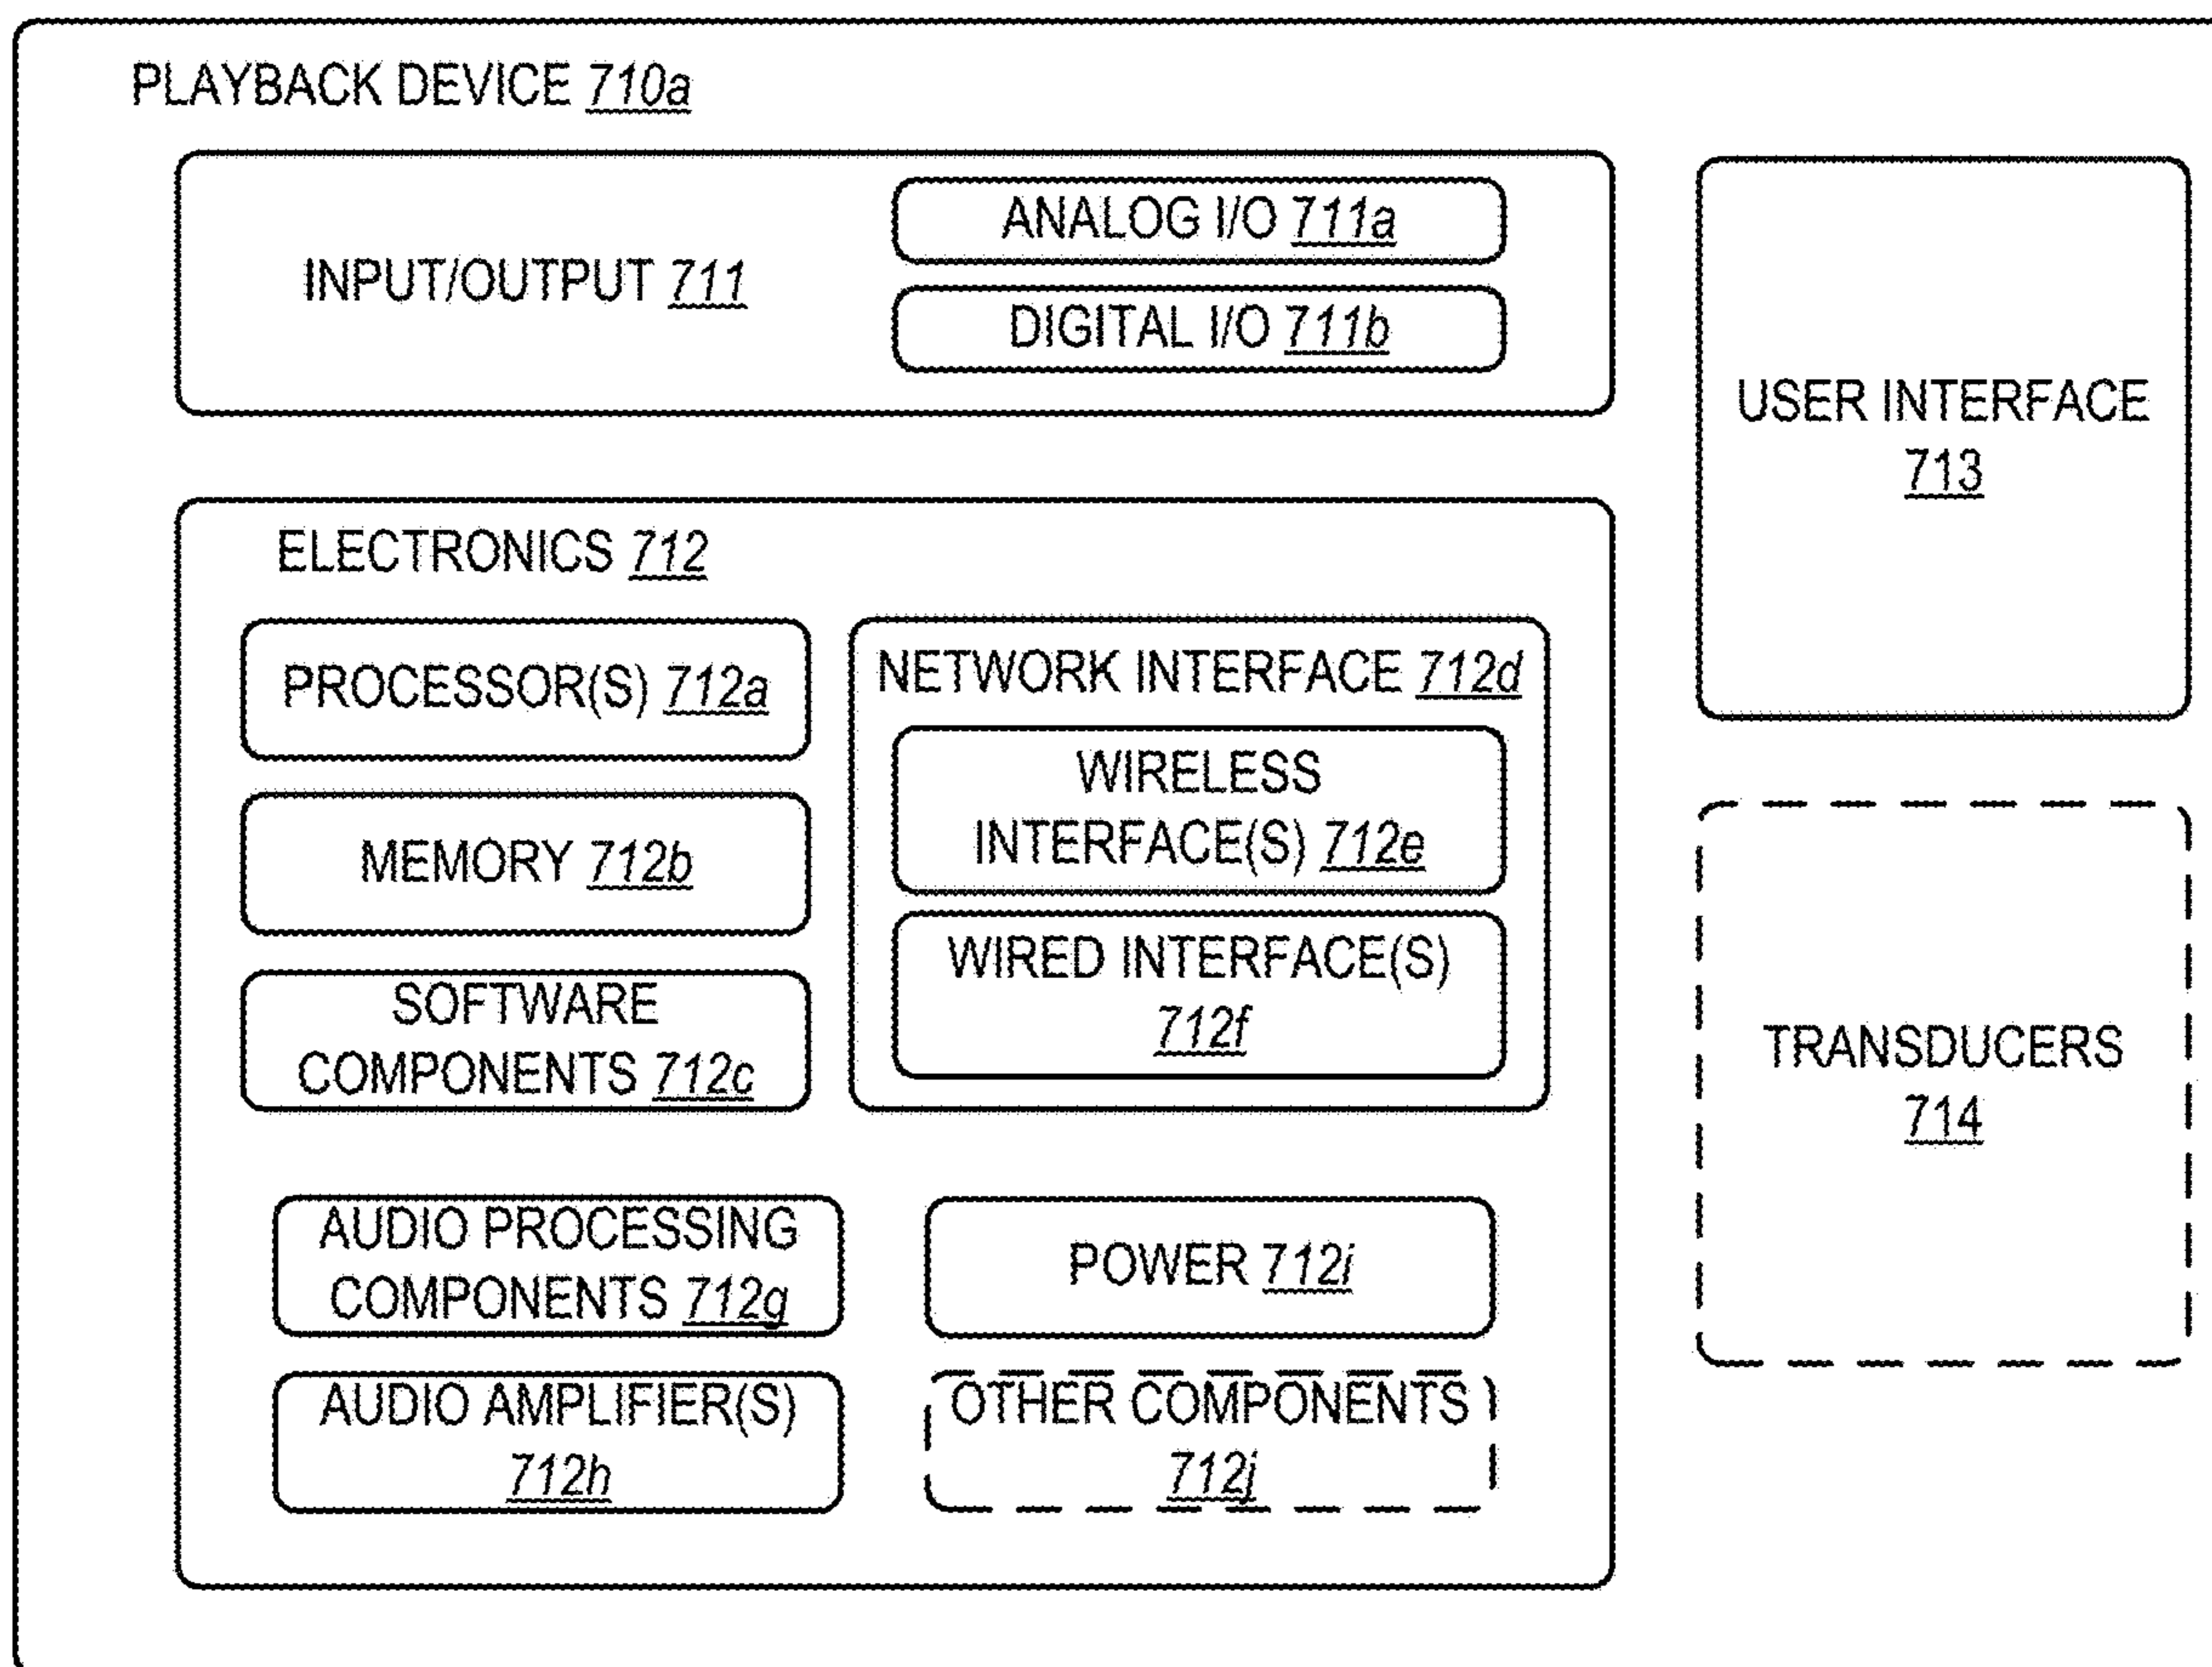 PLAYBACK DEVICE 710a
INPUT/OUTPUT 711
ANALOG I/O 711a
DIGITAL I/O 711b
USER INTERFACE
713
ELECTRONICS 712
PROCESSOR(S) 712a
MEMORY 712b
SOFTWARE
COMPONENTS 712c
NETWORK INTERFACE 712d
WIRELESS
INTERFACE(S) 712e
WIRED INTERFACE(S)
712f
AUDIO PROCESSING
COMPONENTS 712g
AUDIO AMPLIFIER(S)
712h
POWER 712i
OTHER COMPONENTS
712j
TRANSDUCERS
714